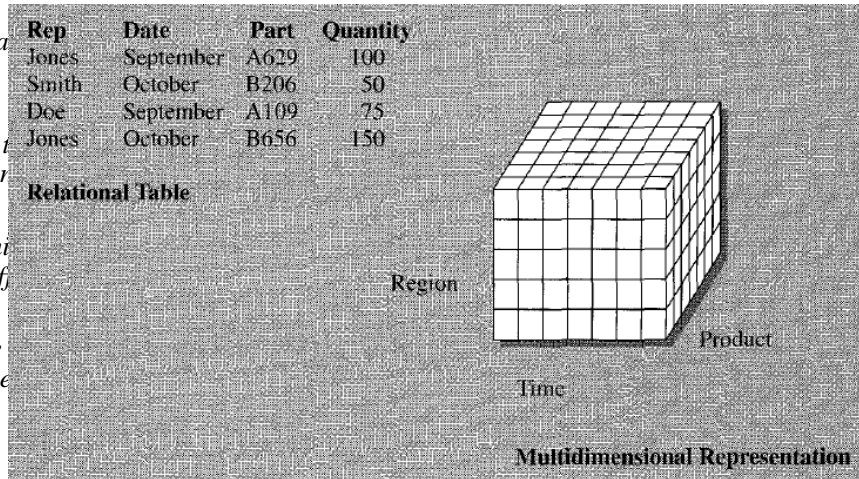 Rep Date Part Quantity
Jones September A629 100
Smith October B206 50
Doe September A109 75
Jones October B656 150
Relational Table
Region
Product
Time
Multidimensional Representation